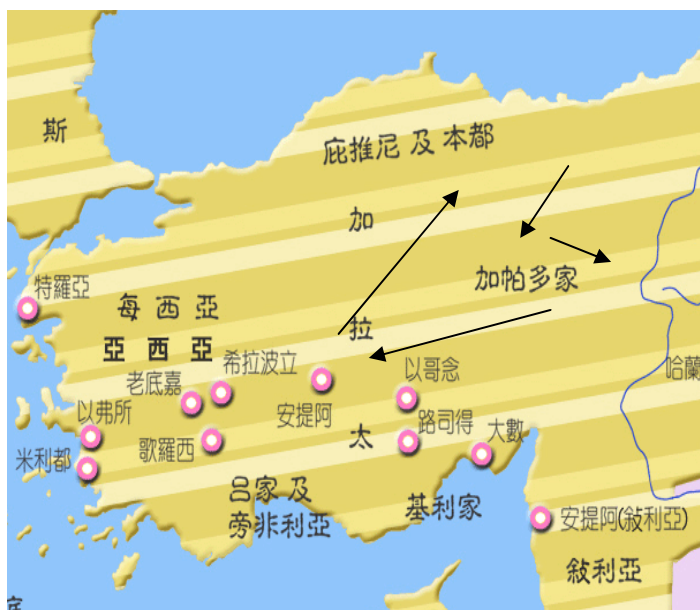 斯
庇推尼及本都
加
特羅亞
每西亞
加帕多家
拉
亞西亞
希拉波立
哈蘭
老底嘉
以哥念
安提阿
以弗所
路司得
太
大數
歌羅西
米利都
呂家及
旁非利亞
基利家
安提阿(敍利亞)
敍利亞
底